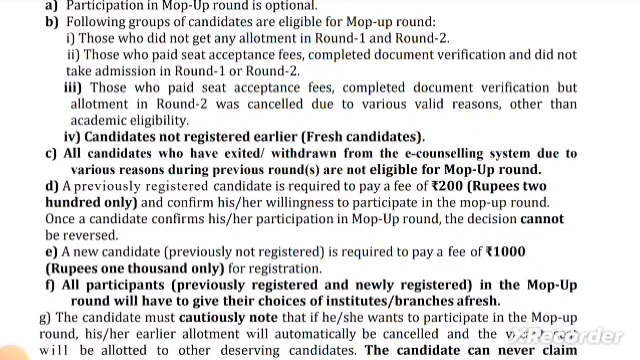 a) Participation in Mop-Up round is optional.
b) Following groups of candidates are eligible for Mop-up round:
i) Those who did not get any allotment in Round-1 and Round-2.
ii) Those who paid seat acceptance fees, completed document verification and did not
take admission in Round-1 or Round-2.
iii) Those who paid seat acceptance fees, completed document verification but
allotment in Round-2 was cancelled due to various valid reasons, other than
academic eligibility.
iv) Candidates not registered earlier (Fresh candidates).
c) All candidates who have exited/ withdrawn from the e-counselling system due to
various reasons during previous round(s) are not eligible for Mop-Up round.
d) A previously registered candidate is required to pay a fee of ₹200 (Rupees two
hundred only) and confirm his/her willingness to participate in the mop-up round.
Once a candidate confirms his/her participation in Mop-Up round, the decision cannot
be reversed.
e) A new candidate (previously not registered) is required to pay a fee of ₹1000
(Rupees one thousand only) for registration.
f) All participants (previously registered and newly registered) in the Mop-Up
round will have to give their choices of institutes/branches afresh.
g) The candidate must cautiously note that if he/she wants to participate in the Mop-up
round, his/her earlier allotment will automatically be cancelled and the
XRecorder
will be allotted to other deserving candidates. The candidate can never claim